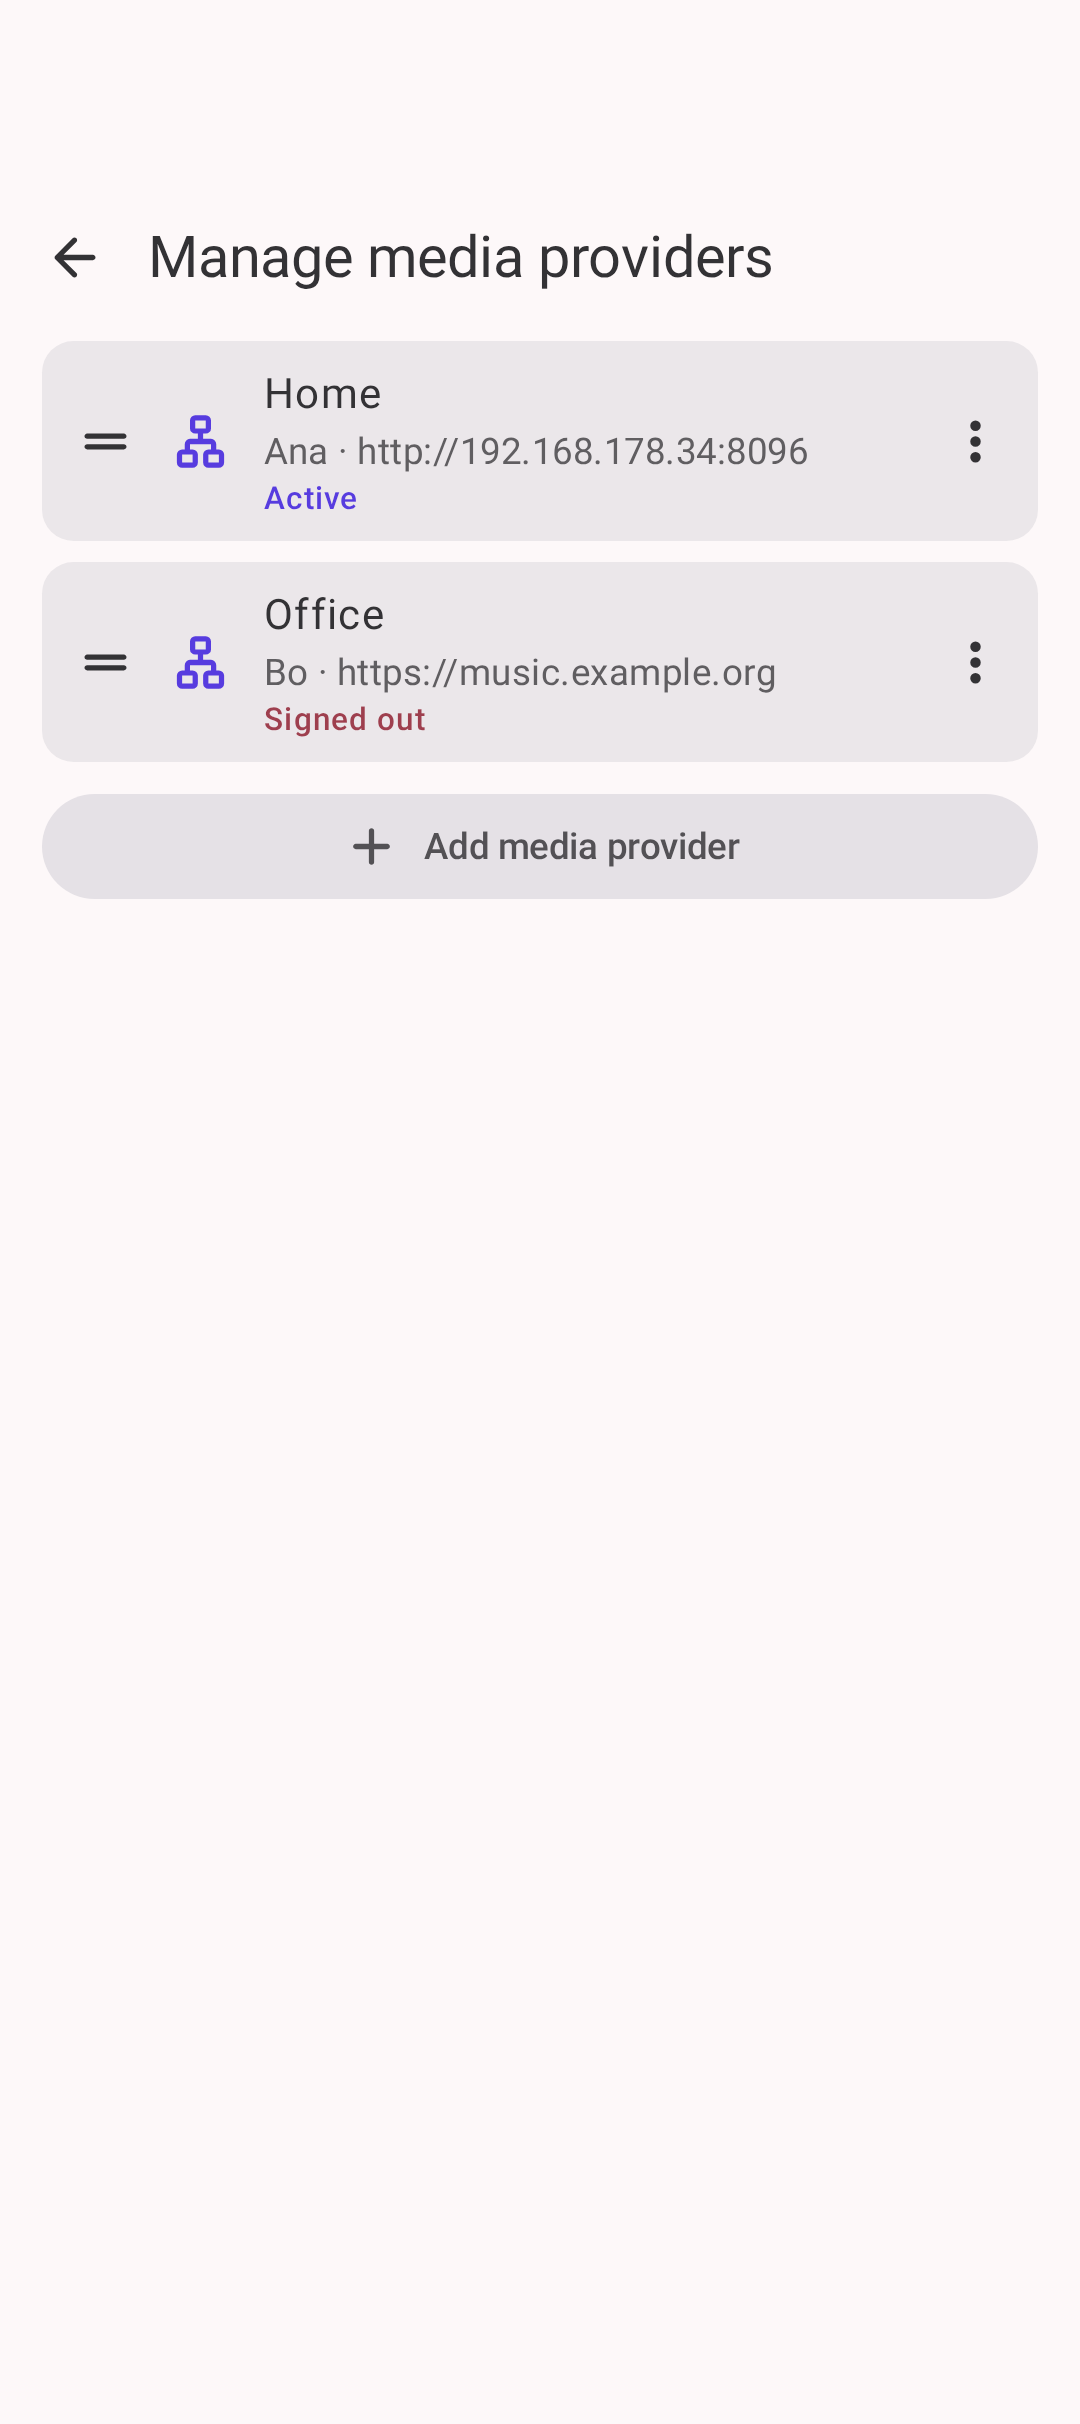 Manage media providers
Home
Ana · http://192.168.178.34:8096
Active
Office
Bo · https://music.example.org
Signed out
Add media provider